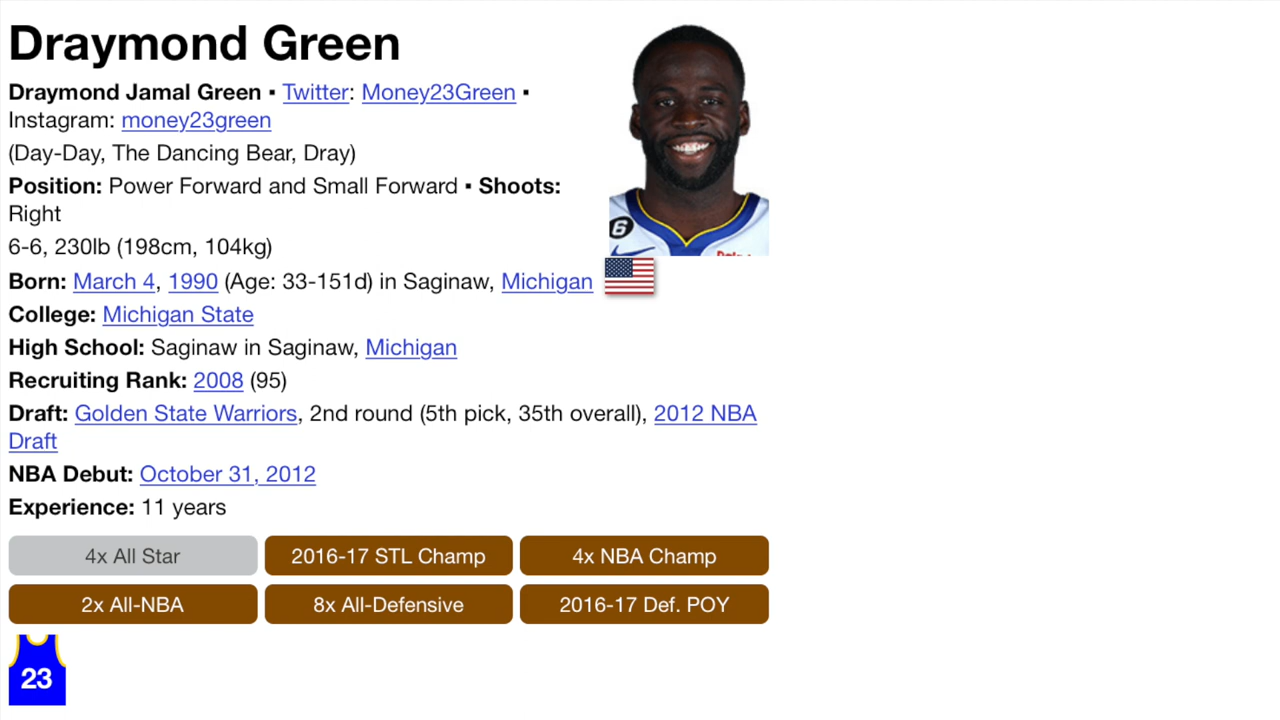 Draymond Green
Draymond Jamal Green ▪ Twitter: Money23Green ▪
Instagram: money23green
(Day-Day, The Dancing Bear, Dray)
Position: Power Forward and Small Forward ▪ Shoots:
Right
6-6, 230lb (198cm, 104kg)
Born: March 4, 1990 (Age: 33-151d) in Saginaw, Michigan
College: Michigan State
High School: Saginaw in Saginaw, Michigan
Recruiting Rank: 2008 (95)
Draft: Golden State Warriors, 2nd round (5th pick, 35th overall), 2012 NBA
Draft
NBA Debut: October 31, 2012
Experience: 11 years
4x All Star 2016-17 STL Champ 4x NBA Champ
2x All-NBA 8x All-Defensive 2016-17 Def. POY
23
6